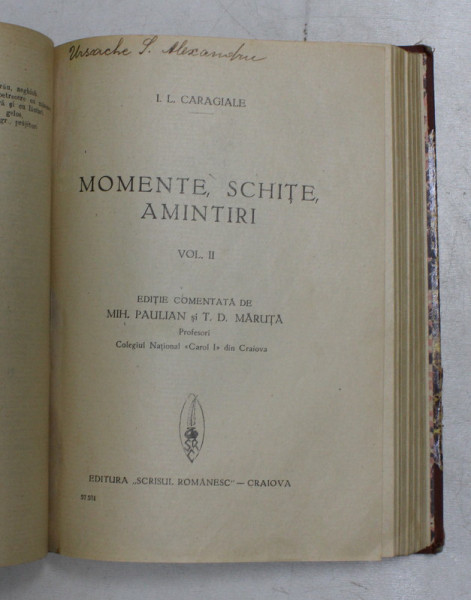 Ursache S. Alexandru
I. L. CARAGIALE
MOMENTE, SCHIȚE,
AMINTIRI
VOL. II
EDIȚIE COMENTATĂ DE
MIH. PAULIAN și T. D. MĂRUȚĂ
Profesori
Colegiul Național «Carol I» din Craiova
EDITURA „SCRISUL ROMÂNESC” — CRAIOVA